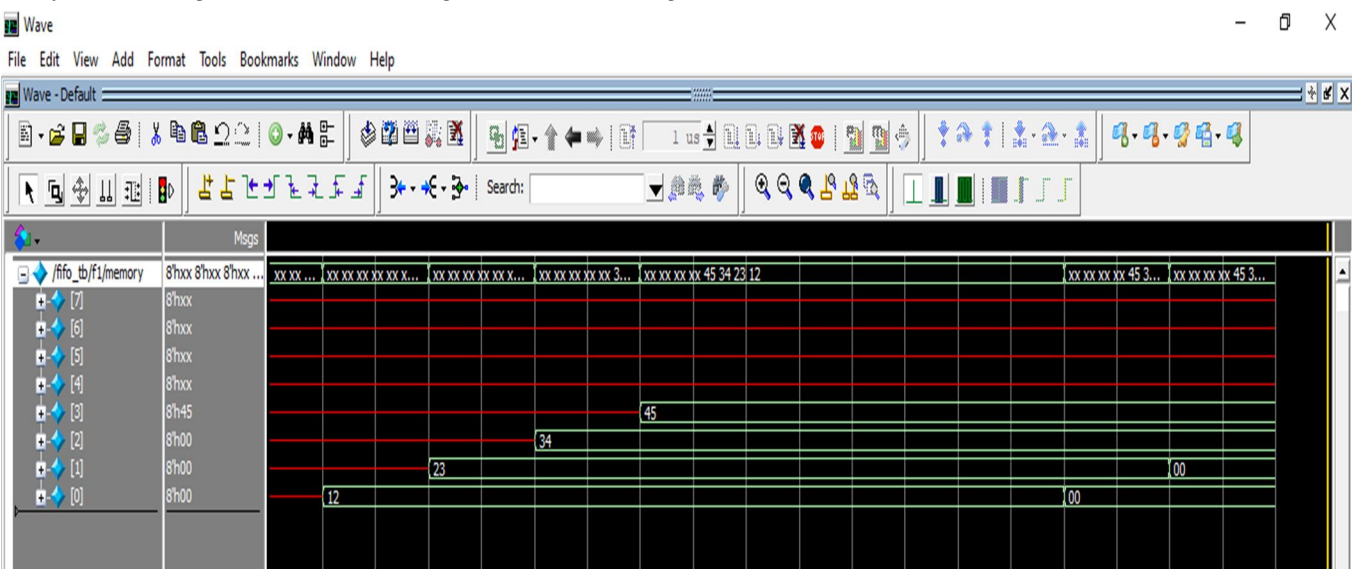 Wave
File Edit View Add Format Tools Bookmarks Window Help
Wave - Default
1 us
Search:
Msgs
/fifo_tb/f1/memory 8'hxx 8'hxx 8'hxx ... xx xx ... xx xx xx xx xx x... xx xx xx xx xx x... xx xx xx xx xx 3... xx xx xx xx 45 34 23 12 xx xx xx xx 45 3... xx xx xx xx 45 3...
[7] 8'hxx
[6] 8'hxx
[5] 8'hxx
[4] 8'hxx
[3] 8'h45 45
[2] 8'h00 34
[1] 8'h00 23 00
[0] 8'h00 12 00